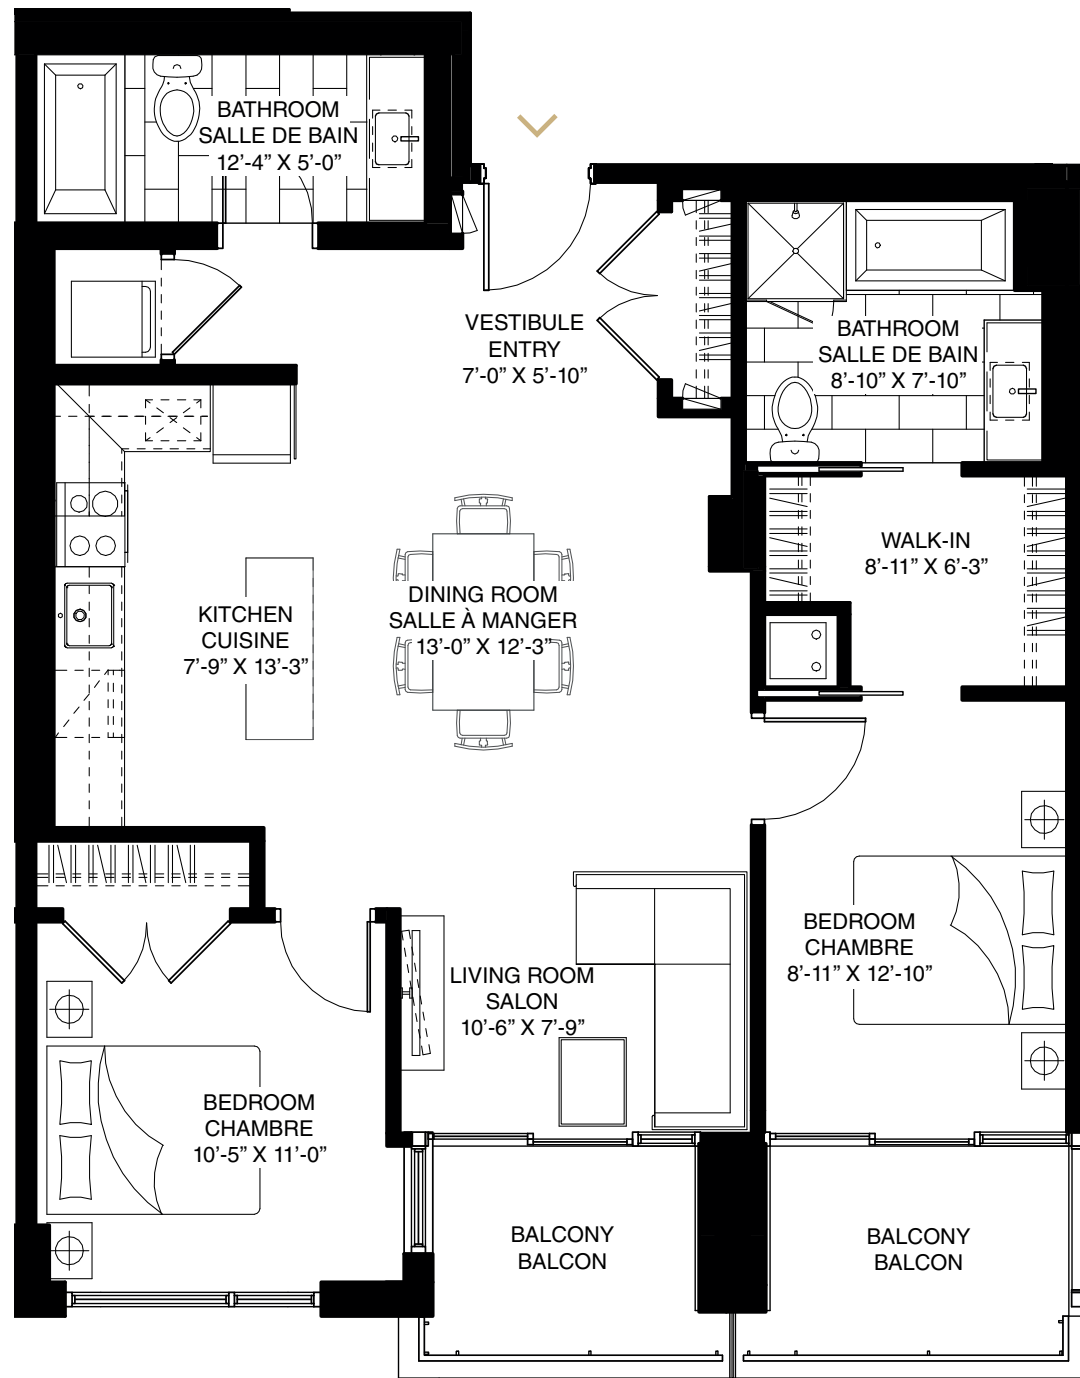 BATHROOM
SALLE DE BAIN
12'-4” X 5'-0”
VESTIBULE
ENTRY
7'-0” X 5'-10”
BATHROOM
SALLE DE BAIN
8'-10” X 7'-10”
WALK-IN
8'-11” X 6'-3”
DINING ROOM
SALLE À MANGER
13'-0” X 12'-3”
KITCHEN
CUISINE
7'-9” X 13'-3”
BEDROOM
CHAMBRE
8'-11” X 12'-10”
LIVING ROOM
SALON
10'-6” X 7'-9”
BEDROOM
CHAMBRE
10'-5” X 11'-0”
BALCONY
BALCON
BALCONY
BALCON